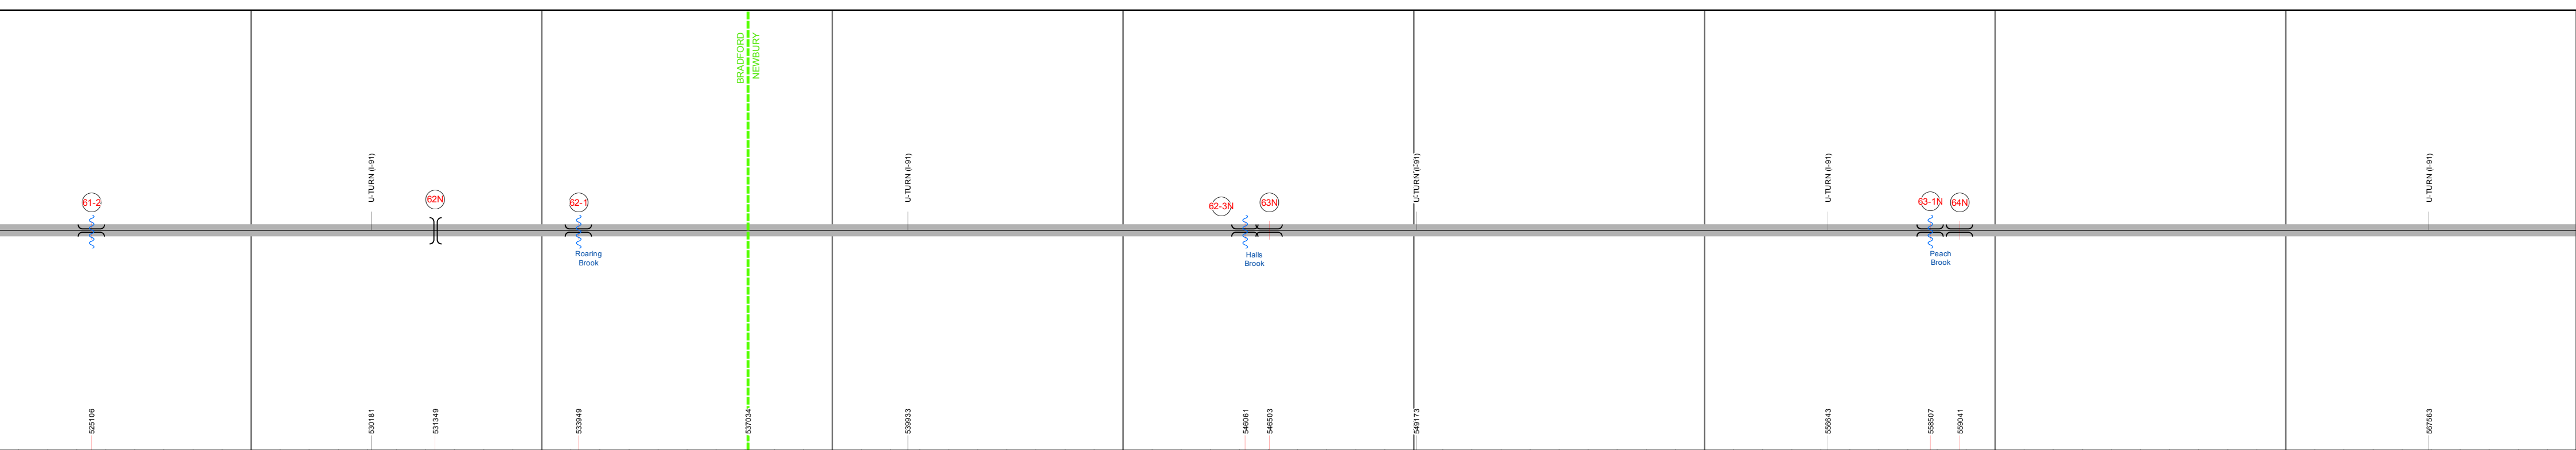 BRADFORD
NEWBURY
U-TURN (I-91)
U-TURN (I-91)
U-TURN (I-91)
U-TURN (I-91)
U-TURN (I-91)
61-2
62N
62-1
62-3N
63N
63-1N
64N
Roaring
Brook
Halls
Brook
Peach
Brook
525106
530181
531349
533949
537034
539933
546061
546503
549173
556643
558507
559041
567563